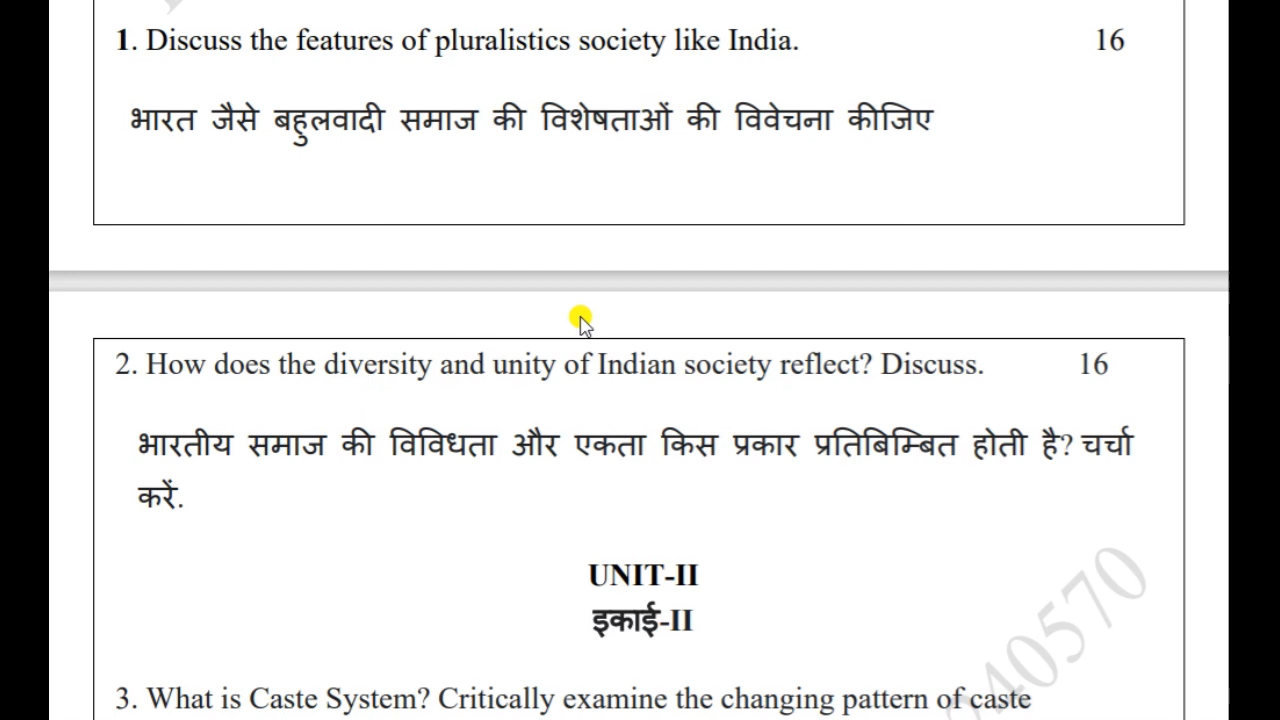 1. Discuss the features of pluralistics society like India. 16
भारत जैसे बहुलवादी समाज की विशेषताओं की विवेचना कीजिए
2. How does the diversity and unity of Indian society reflect? Discuss. 16
भारतीय समाज की विविधता और एकता किस प्रकार प्रतिबिम्बित होती है? चर्चा
करें.
UNIT-II
इकाई-II
3. What is Caste System? Critically examine the changing pattern of caste
40570